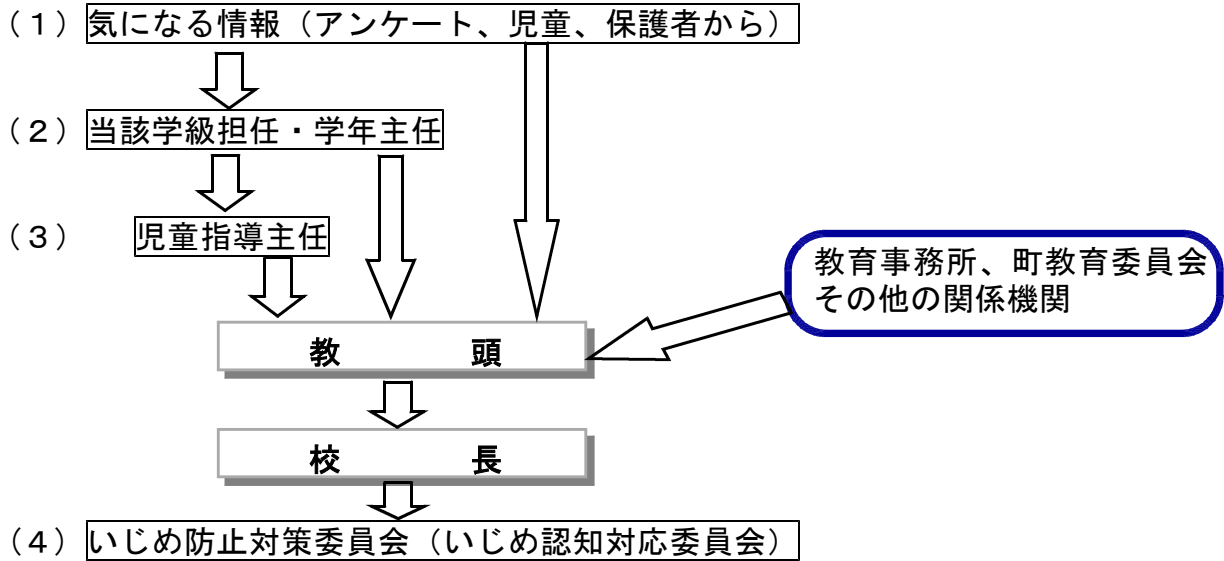 (1) 気になる情報（アンケート、児童、保護者から）
(2) 当該学級担任・学年主任
(3) 児童指導主任
教育事務所、町教育委員会
その他の関係機関
教 頭
校 長
(4) いじめ防止対策委員会（いじめ認知対応委員会）